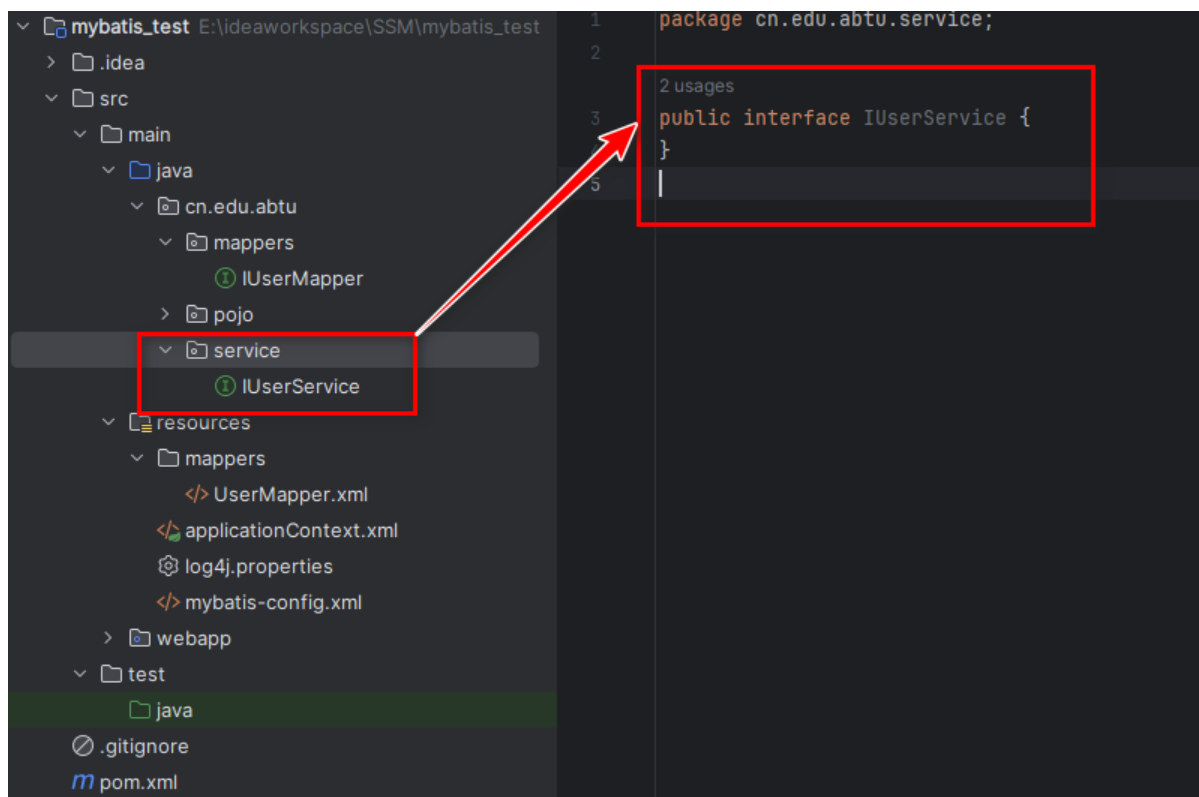 mybatis_test E:\ideaworkspace\SSM\mybatis_test
.idea
src
main
java
cn.edu.abtu
mappers
IUserMapper
pojo
service
IUserService
resources
mappers
UserMapper.xml
applicationContext.xml
log4j.properties
mybatis-config.xml
webapp
test
java
.gitignore
m pom.xml
1 package cn.edu.abtu.service;
2
2 usages
3 public interface IUserService {
}
5